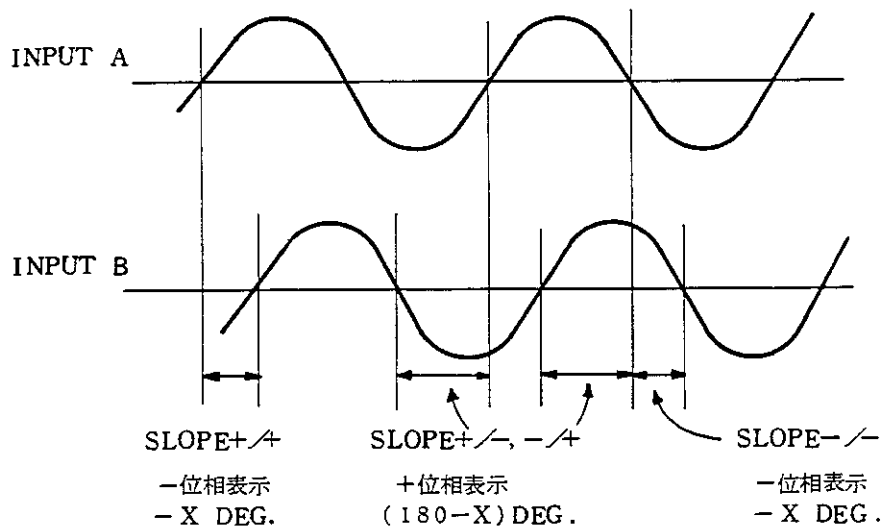 INPUT A
INPUT B
SLOPE+/+
−位相表示
−X DEG.
SLOPE+/−, −/+
+位相表示
(180−X)DEG.
SLOPE−/−
−位相表示
−X DEG.